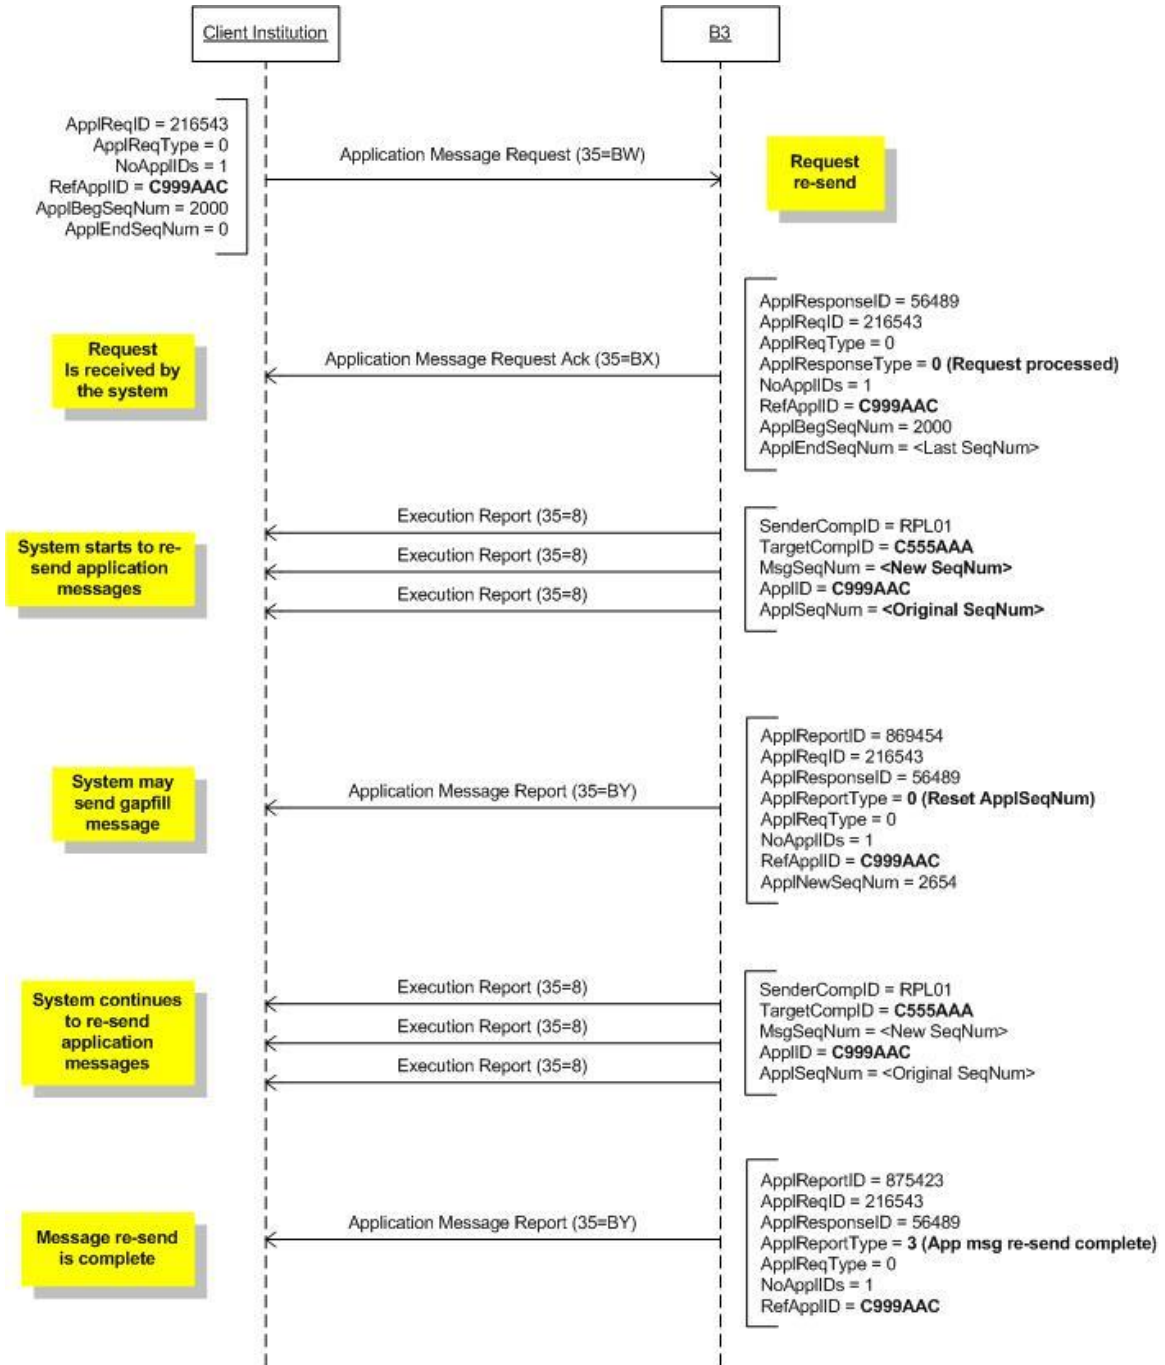 Client Institution
B3
ApplReqID = 216543
ApplReqType = 0
NoApplIDs = 1
RefApplID = C999AAC
ApplBegSeqNum = 2000
ApplEndSeqNum = 0
Application Message Request (35=BW)
Request
re-send
Request
Is received by
the system
Application Message Request Ack (35=BX)
ApplResponseID = 56489
ApplReqID = 216543
ApplReqType = 0
ApplResponseType = 0 (Request processed)
NoApplIDs = 1
RefApplID = C999AAC
ApplBegSeqNum = 2000
ApplEndSeqNum = <Last SeqNum>
System starts to re-
send application
messages
Execution Report (35=8)
Execution Report (35=8)
Execution Report (35=8)
SenderCompID = RPL01
TargetCompID = C555AAA
MsgSeqNum = <New SeqNum>
ApplID = C999AAC
ApplSeqNum = <Original SeqNum>
System may
send gapfill
message
Application Message Report (35=BY)
ApplReportID = 869454
ApplReqID = 216543
ApplResponseID = 56489
ApplReportType = 0 (Reset ApplSeqNum)
ApplReqType = 0
NoApplIDs = 1
RefApplID = C999AAC
ApplNewSeqNum = 2654
System continues
to re-send
application
messages
Execution Report (35=8)
Execution Report (35=8)
Execution Report (35=8)
SenderCompID = RPL01
TargetCompID = C555AAA
MsgSeqNum = <New SeqNum>
ApplID = C999AAC
ApplSeqNum = <Original SeqNum>
Message re-send
is complete
Application Message Report (35=BY)
ApplReportID = 875423
ApplReqID = 216543
ApplResponseID = 56489
ApplReportType = 3 (App msg re-send complete)
ApplReqType = 0
NoApplIDs = 1
RefApplID = C999AAC